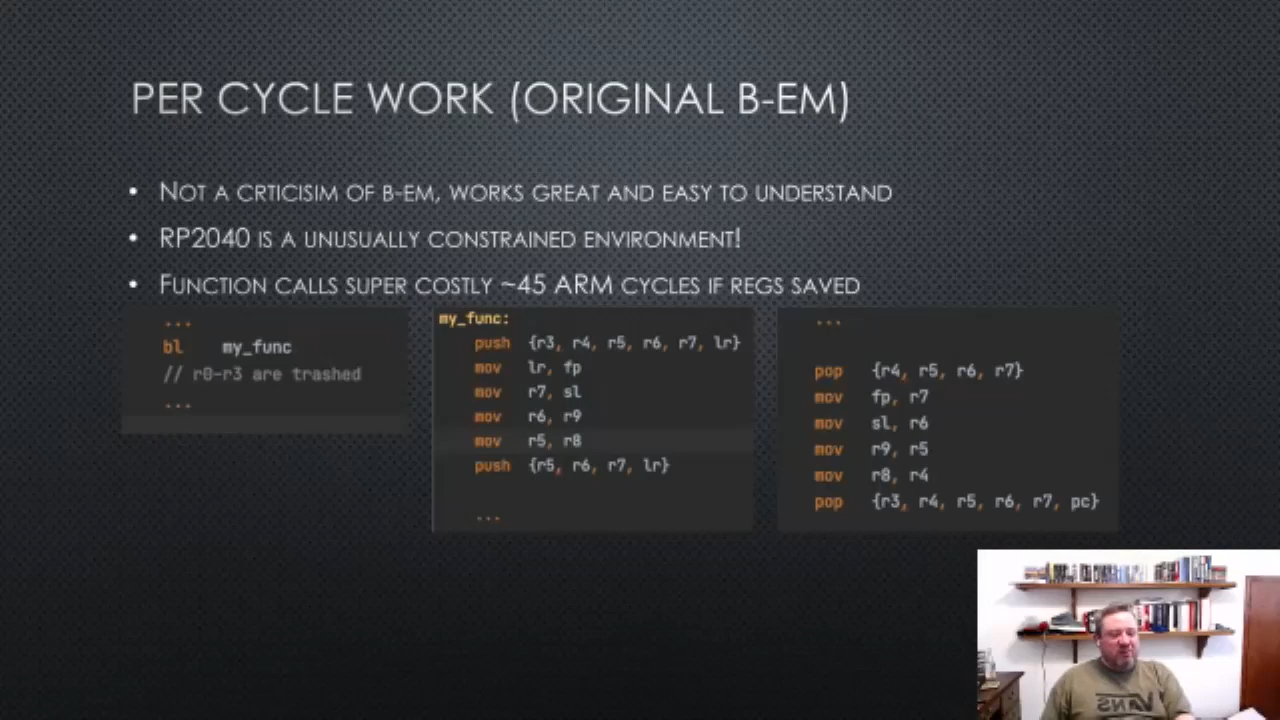 PER CYCLE WORK (ORIGINAL B-EM)
• NOT A CRTICISIM OF B-EM, WORKS GREAT AND EASY TO UNDERSTAND
• RP2040 IS A UNUSUALLY CONSTRAINED ENVIRONMENT!
• FUNCTION CALLS SUPER COSTLY ~45 ARM CYCLES IF REGS SAVED
...
bl my_func
// r0-r3 are trashed
...
my_func:
push {r3, r4, r5, r6, r7, lr}
mov lr, fp
mov r7, sl
mov r6, r9
mov r5, r8
push {r5, r6, r7, lr}
...
...
pop {r4, r5, r6, r7}
mov fp, r7
mov sl, r6
mov r9, r5
mov r8, r4
pop {r3, r4, r5, r6, r7, pc}
VANS